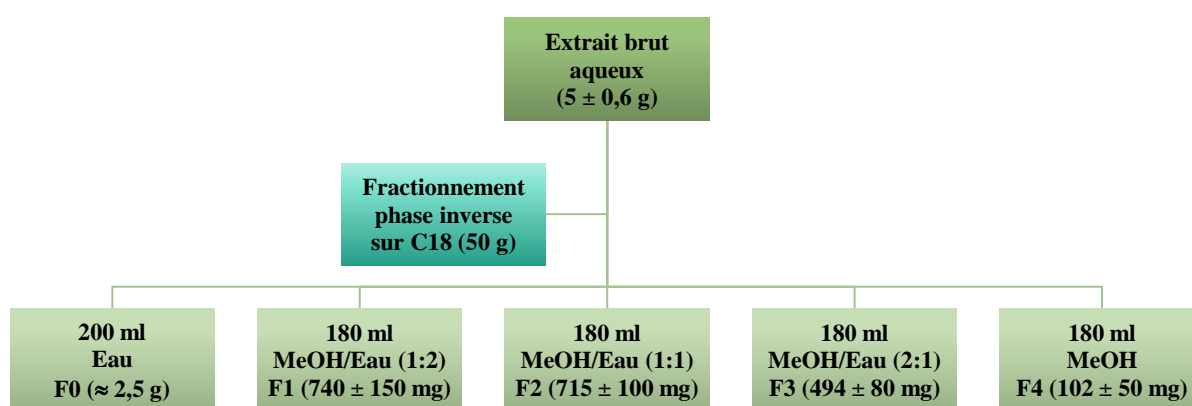 Extrait brut
aqueux
(5 ± 0,6 g)
Fractionnement
phase inverse
sur C18 (50 g)
200 ml
Eau
F0 (≈ 2,5 g)
180 ml
MeOH/Eau (1:2)
F1 (740 ± 150 mg)
180 ml
MeOH/Eau (1:1)
F2 (715 ± 100 mg)
180 ml
MeOH/Eau (2:1)
F3 (494 ± 80 mg)
180 ml
MeOH
F4 (102 ± 50 mg)